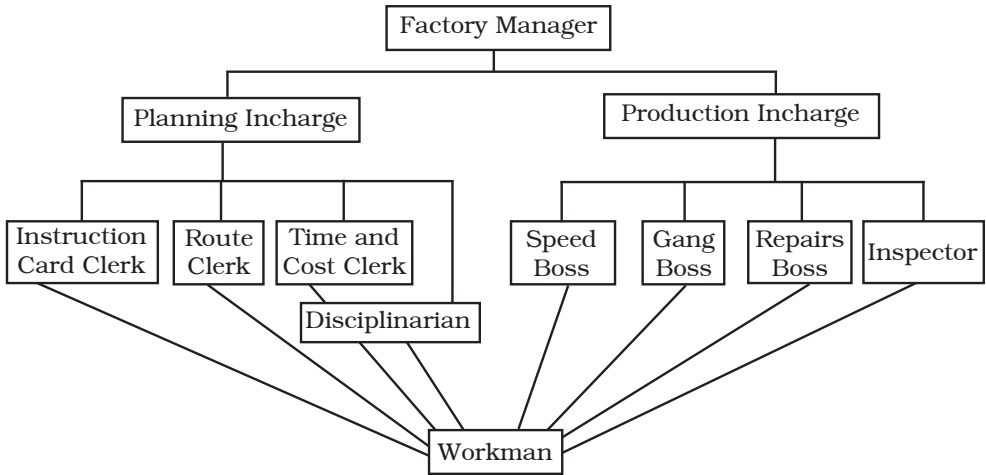 Factory Manager
Planning Incharge
Production Incharge
Instruction
Card Clerk
Route
Clerk
Time and
Cost Clerk
Speed
Boss
Gang
Boss
Repairs
Boss
Inspector
Disciplinarian
Workman